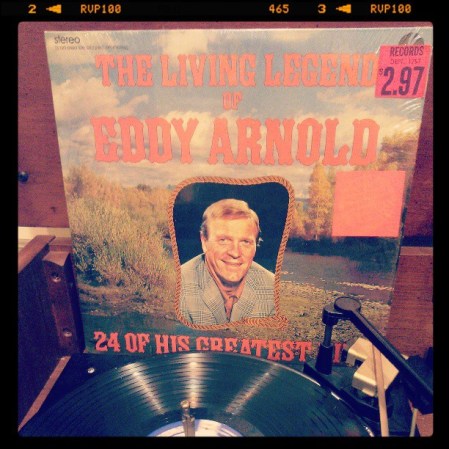 2 RVP100 465 3 RVP100
stereo
RECORDS
$2.97
THE LIVING LEGEND
OF
EDDY ARNOLD
24 OF HIS GREATEST